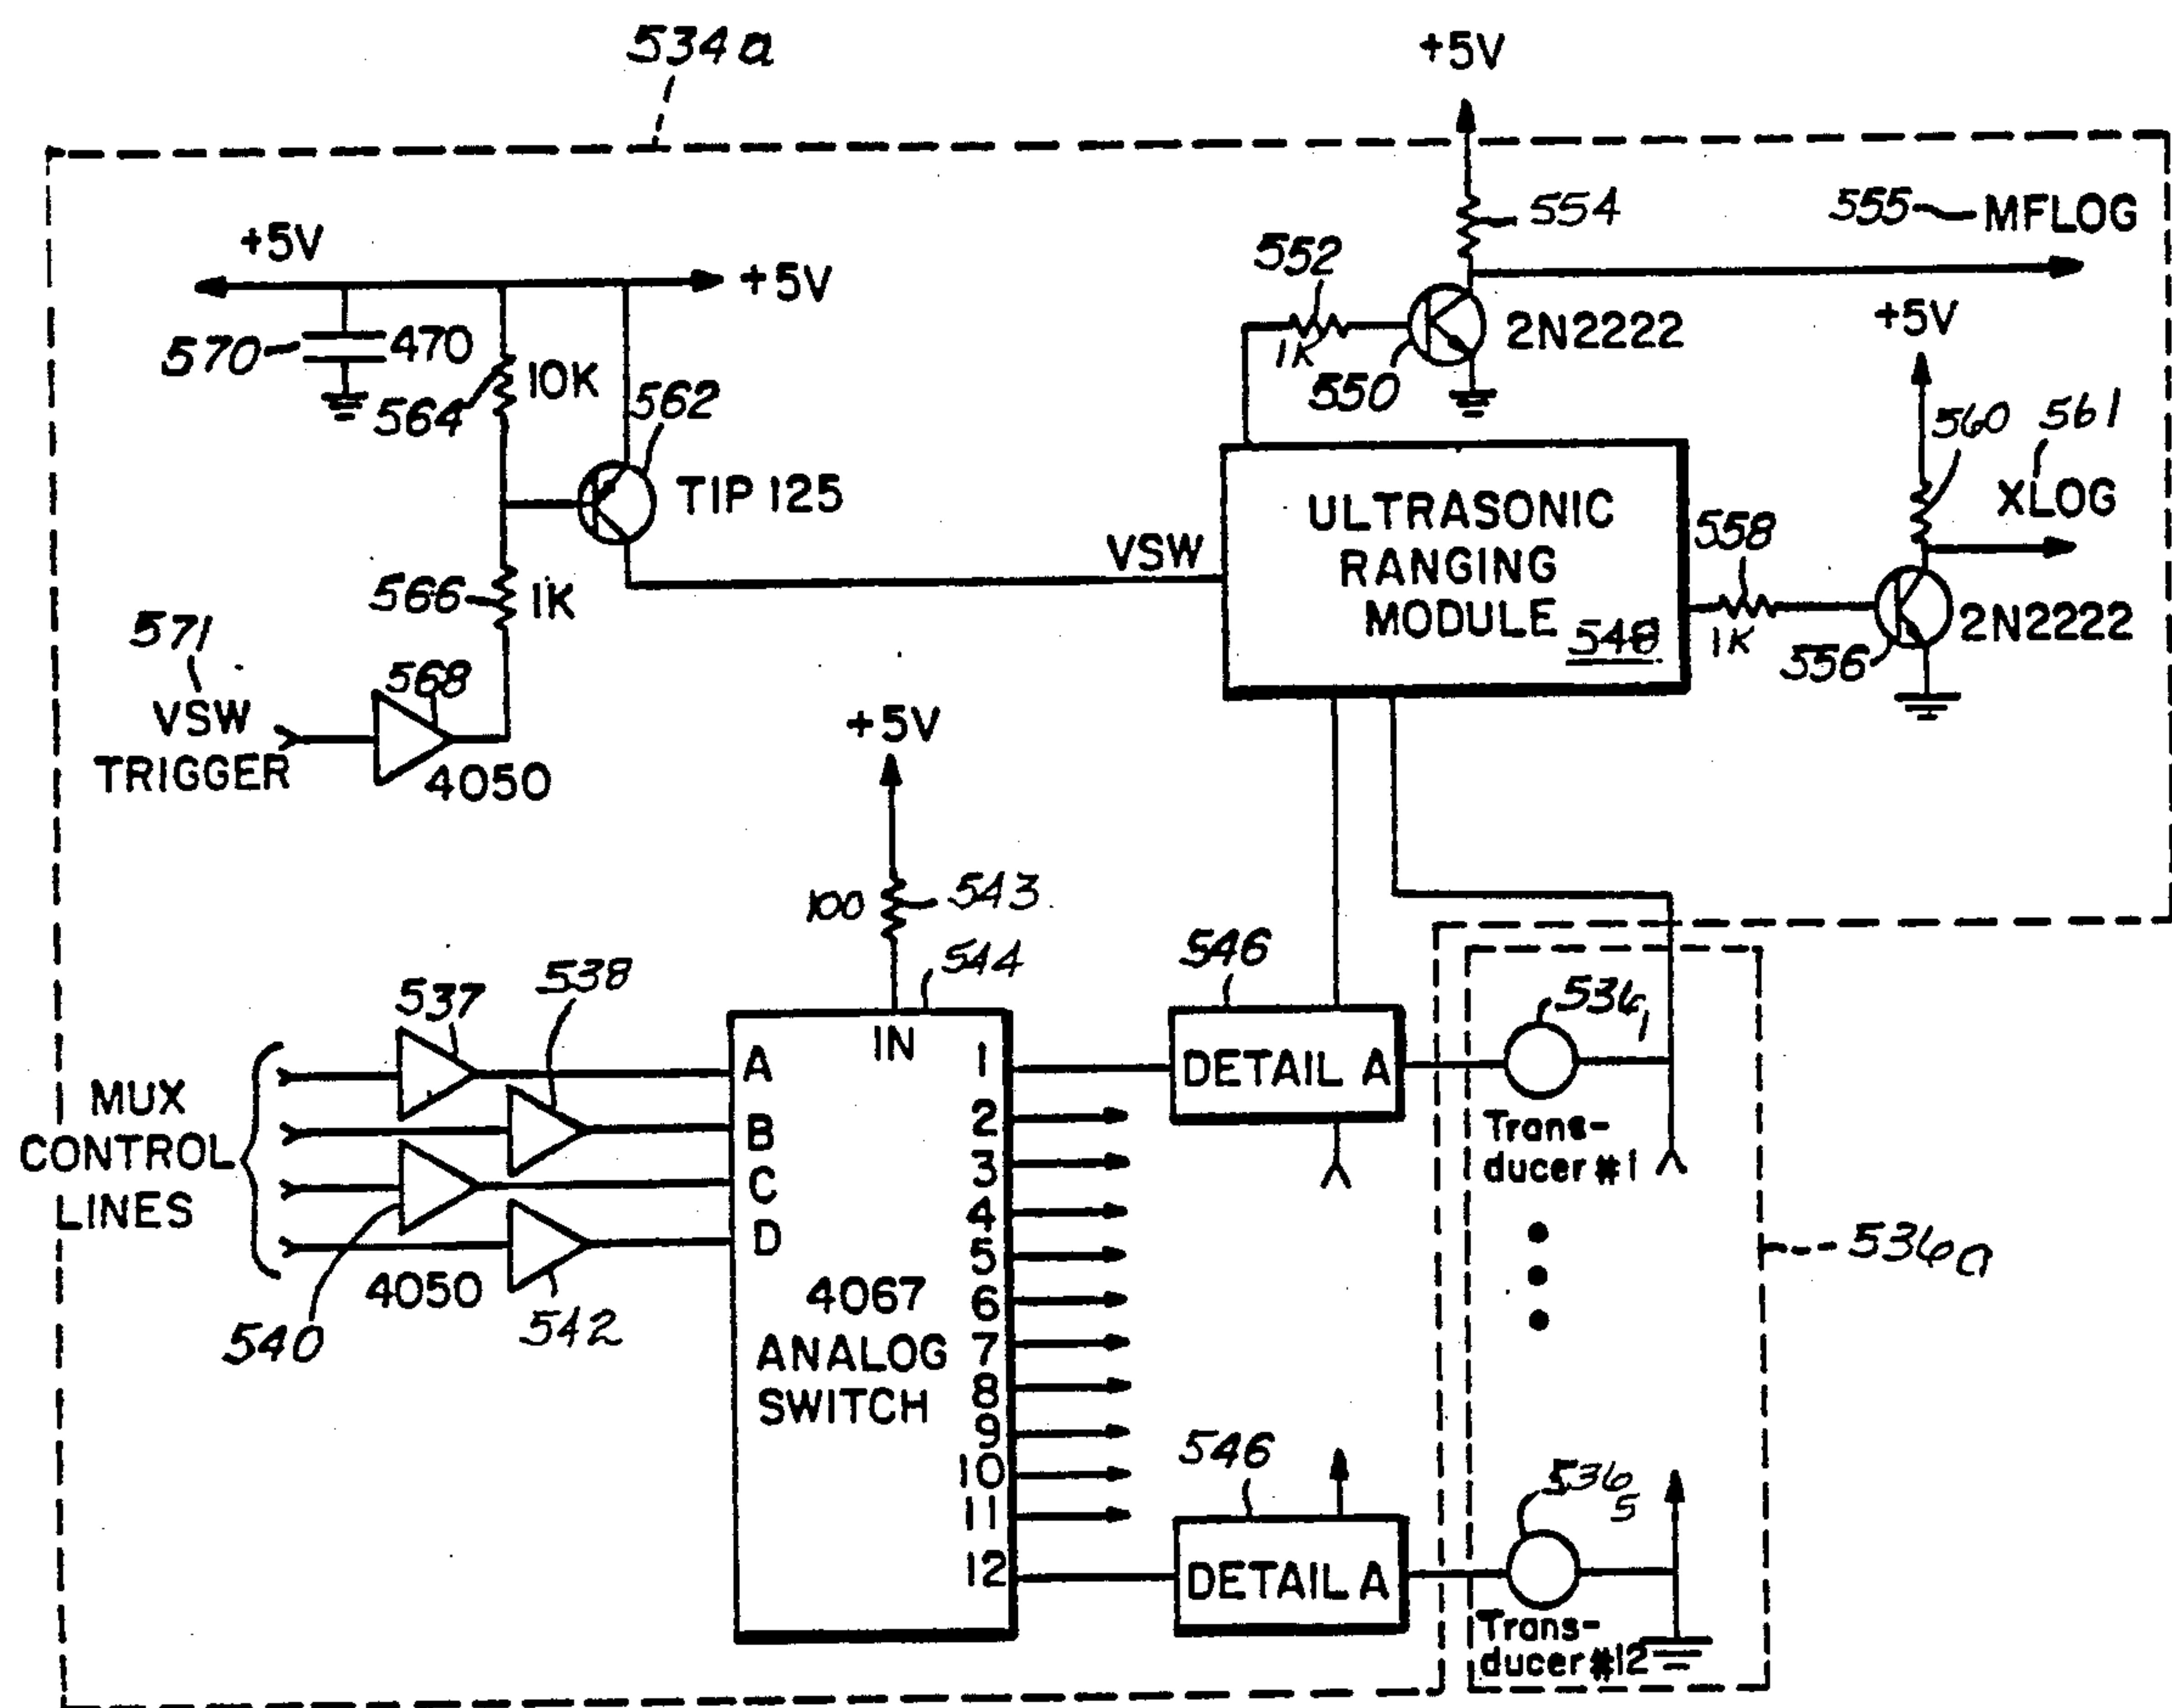 534a
+5V
555 MFLOG
554
552
1K
550
2N2222
+5V
+5V
570
470
564
10K
562
TIP 125
566
1K
571
VSW
TRIGGER
568
4050
VSW
ULTRASONIC
RANGING
MODULE
548
+5V
560
561
XLOG
558
1K
556
2N2222
+5V
100
543
544
537
538
MUX
CONTROL
LINES
540
4050
542
IN
A
B
C
D
4067
ANALOG
SWITCH
1
2
3
4
5
6
7
8
9
10
11
12
546
DETAIL A
536 1
Trans-
ducer #1
536a
546
DETAIL A
536 5
Trans-
ducer #12